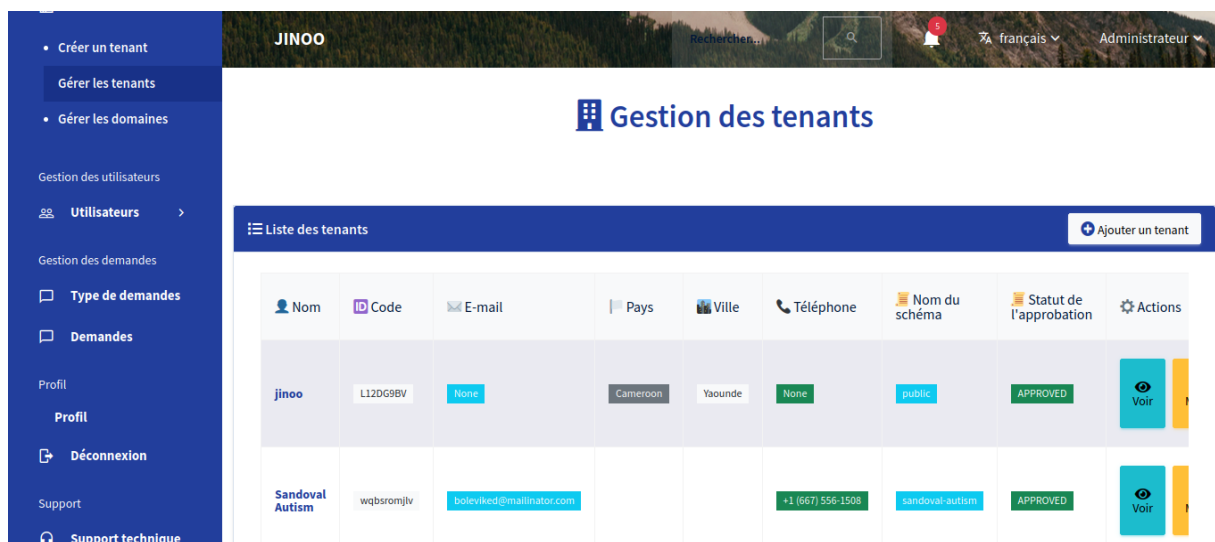 Créer un tenant
Gérer les tenants
Gérer les domaines
Gestion des utilisateurs
Utilisateurs
Gestion des demandes
Type de demandes
Demandes
Profil
Profil
Déconnexion
Support
Support technique
JINOO
Rechercher...
5
français
Administrateur
Gestion des tenants
Liste des tenants
Ajouter un tenant
Nom
ID Code
E-mail
Pays
Ville
Téléphone
Nom du
schéma
Statut de
l'approbation
Actions
jinoo
L12DG9BV
None
Cameroon
Yaounde
None
public
APPROVED
Voir
Sandoval
Autism
wqbsromjlv
boleviked@mailinator.com
+1 (667) 556-1508
sandoval-autism
APPROVED
Voir